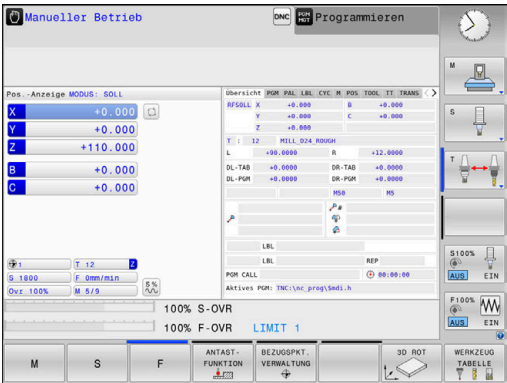 Manueller Betrieb
DNC
PGM
MGT
Programmieren
Pos.-Anzeige MODUS: SOLL
X +0.000
Y +0.000
Z +110.000
B +0.000
C +0.000
1 T 12 Z
S 1800 F 0mm/min
Ovr 100% M 5/9
S %
Übersicht PGM PAL LBL CYC M POS TOOL TT TRANS
RFSOLL X +0.000 B +0.000
Y +0.000 C +0.000
Z +0.000
T : 12 MILL_D24_ROUGH
L +90.0000 R +12.0000
DL-TAB +0.0000 DR-TAB +0.0000
DL-PGM +0.0000 DR-PGM +0.0000
M50 M5
LBL
LBL REP
PGM CALL 00:00:00
Aktives PGM: TNC:\nc_prog\$mdi.h
100% S-OVR
100% F-OVR LIMIT 1
M
S
T
S100%
AUS EIN
F100%
AUS EIN
M
S
F
ANTAST-
FUNKTION
BEZUGSPKT.
VERWALTUNG
3D ROT
WERKZEUG
TABELLE